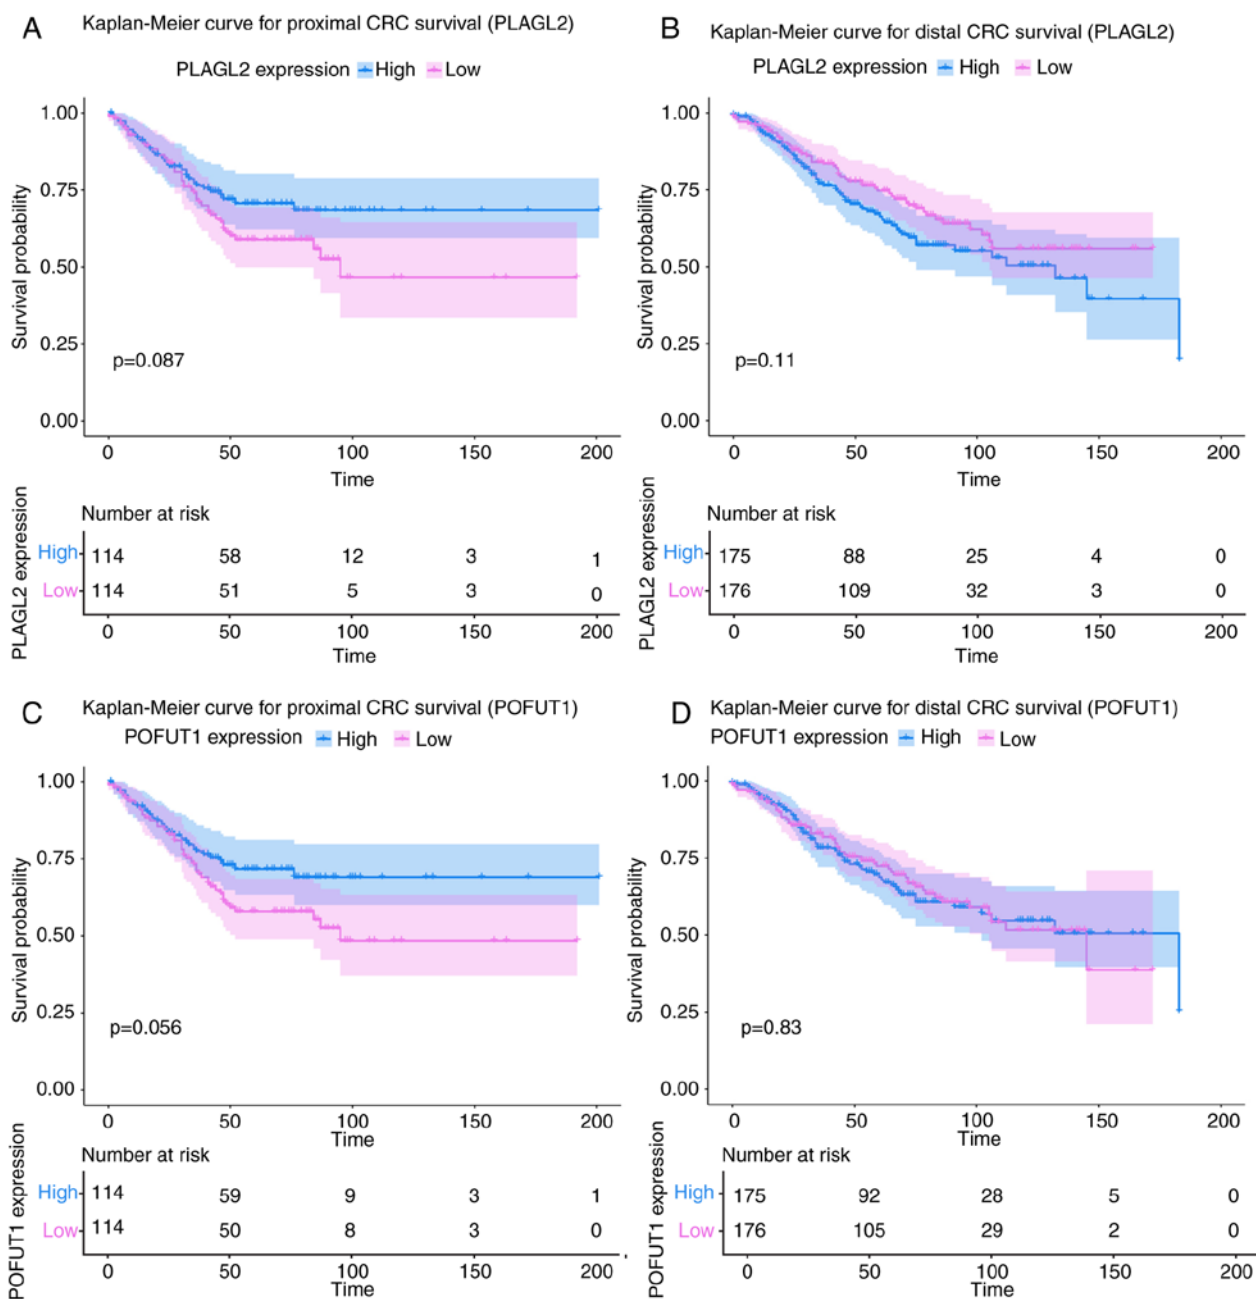 A
Kaplan-Meier curve for proximal CRC survival (PLAGL2)
PLAGL2 expression High Low
Survival probability
1.00
0.75
0.50
0.25
0.00
p=0.087
0 50 100 150 200
Time
Number at risk
PLAGL2 expression
High 114 58 12 3 1
Low 114 51 5 3 0
0 50 100 150 200
Time
B
Kaplan-Meier curve for distal CRC survival (PLAGL2)
PLAGL2 expression High Low
Survival probability
1.00
0.75
0.50
0.25
0.00
p=0.11
0 50 100 150 200
Time
Number at risk
PLAGL2 expression
High 175 88 25 4 0
Low 176 109 32 3 0
0 50 100 150 200
Time
C
Kaplan-Meier curve for proximal CRC survival (POFUT1)
POFUT1 expression High Low
Survival probability
1.00
0.75
0.50
0.25
0.00
p=0.056
0 50 100 150 200
Time
Number at risk
POFUT1 expression
High 114 59 9 3 1
Low 114 50 8 3 0
0 50 100 150 200
Time
D
Kaplan-Meier curve for distal CRC survival (POFUT1)
POFUT1 expression High Low
Survival probability
1.00
0.75
0.50
0.25
0.00
p=0.83
0 50 100 150 200
Time
Number at risk
POFUT1 expression
High 175 92 28 5 0
Low 176 105 29 2 0
0 50 100 150 200
Time